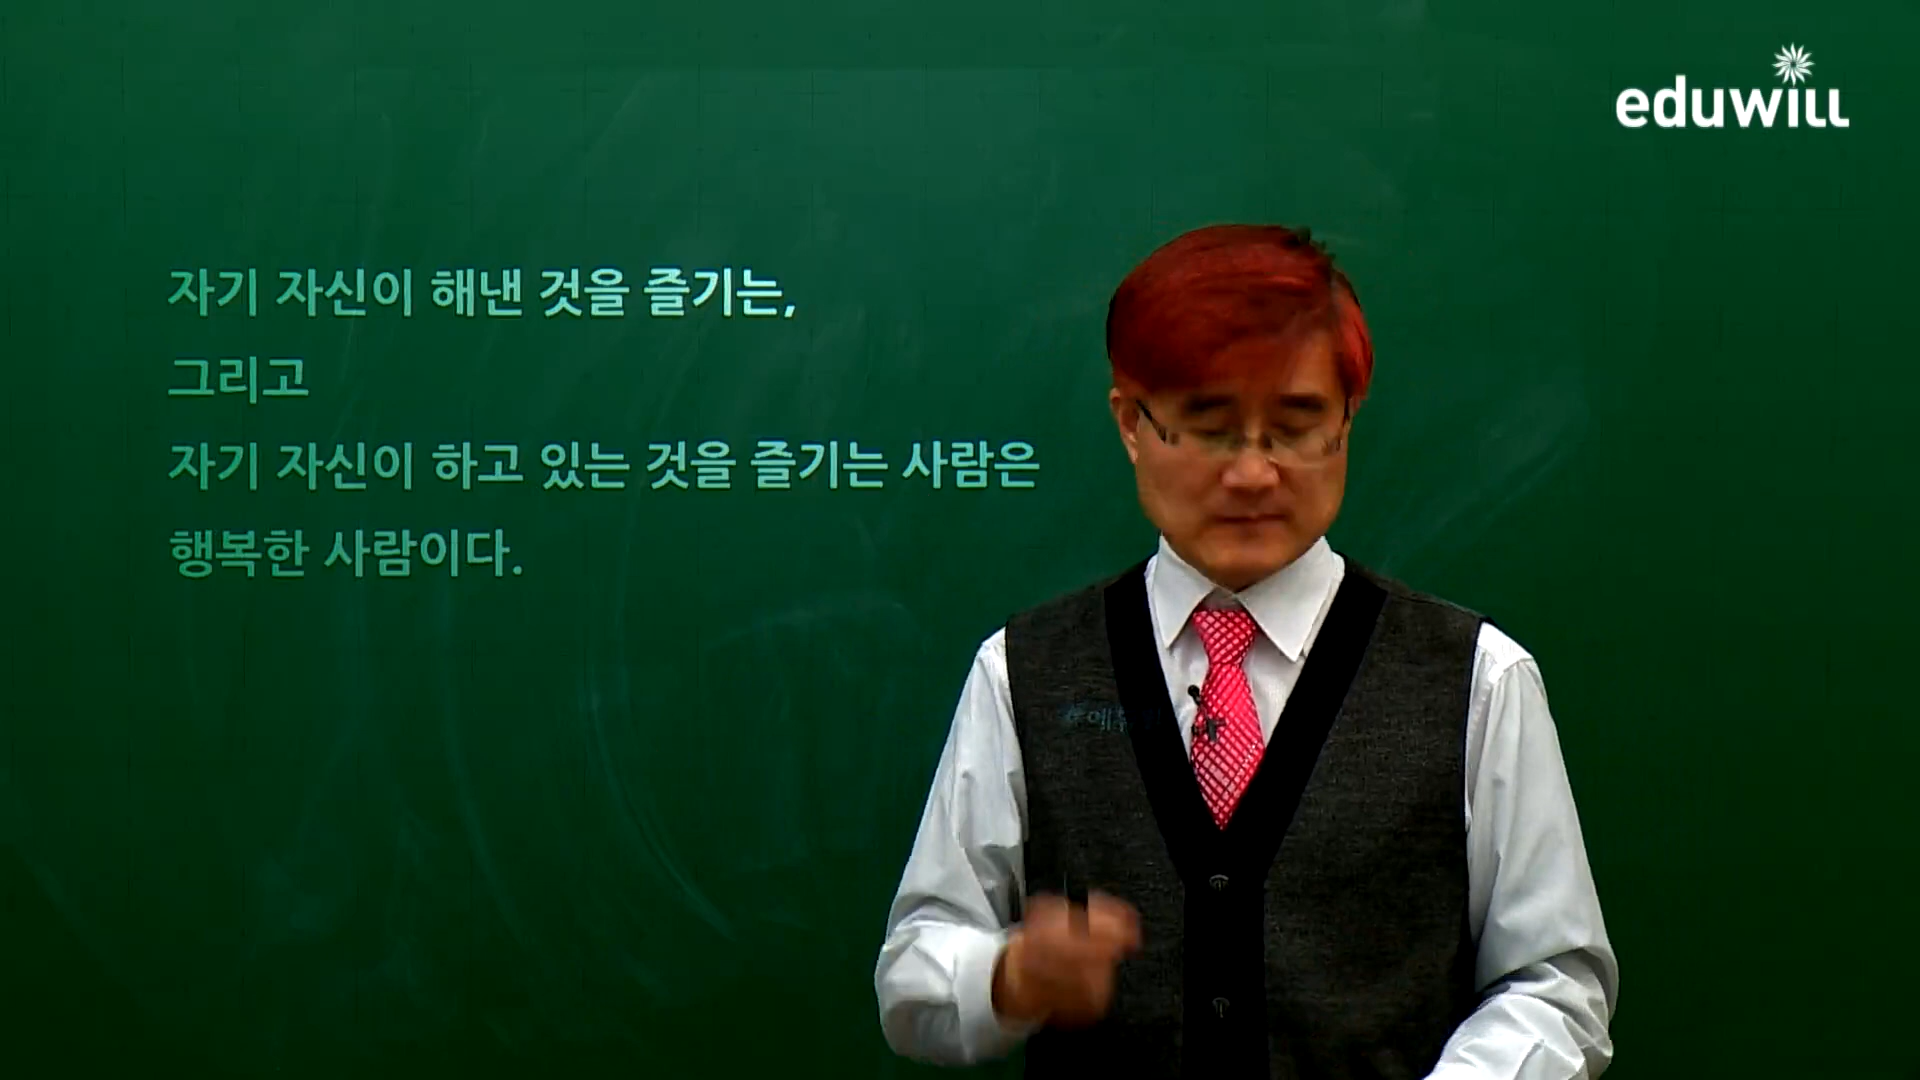 eduwill
자기 자신이 해낸 것을 즐기는,
그리고
자기 자신이 하고 있는 것을 즐기는 사람은
행복한 사람이다.